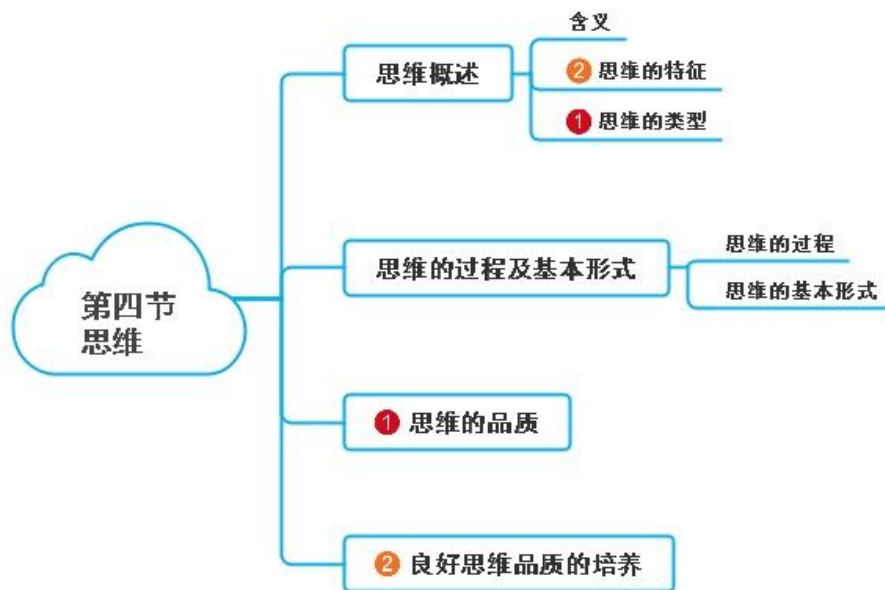 第四节
思维
思维概述
含义
2 思维的特征
1 思维的类型
思维的过程及基本形式
思维的过程
思维的基本形式
1 思维的品质
2 良好思维品质的培养